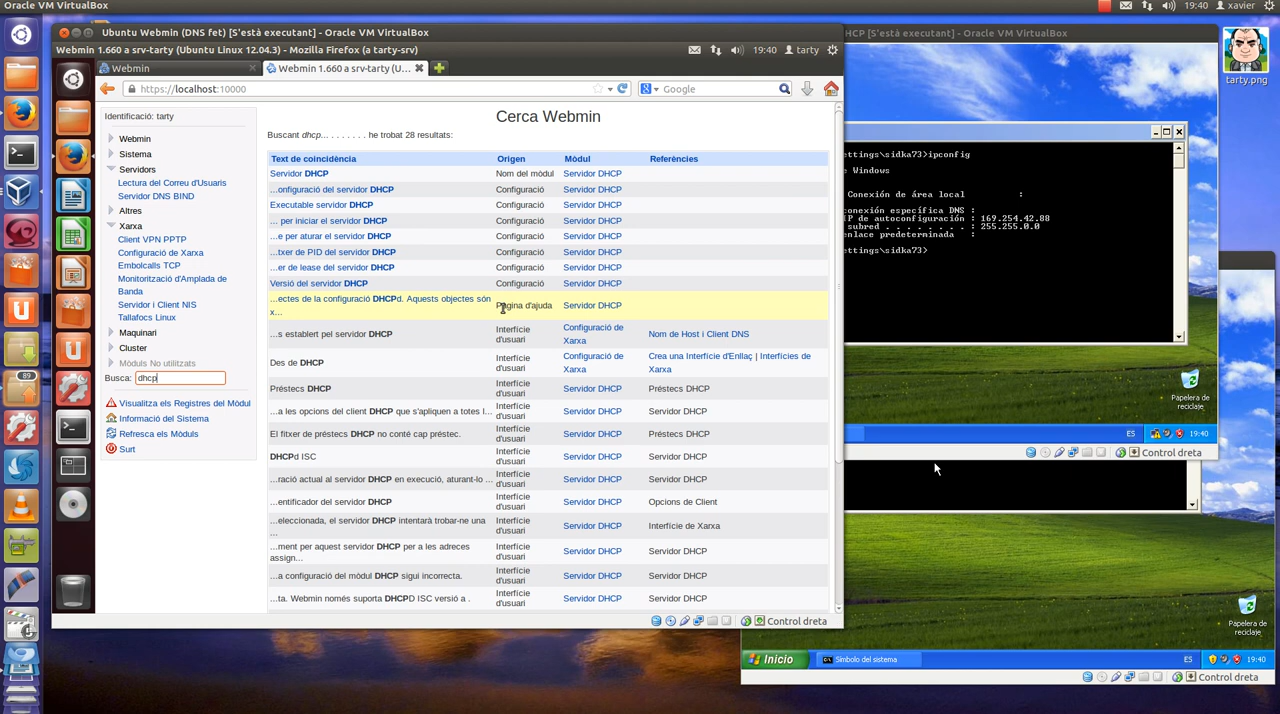 Oracle VM VirtualBox
19:40 xavier
Ubuntu Webmin (DNS fet) [S'està executant] - Oracle VM VirtualBox
HCP [S'està executant] - Oracle VM VirtualBox
Webmin 1.660 a srv-tarty (Ubuntu Linux 12.04.3) - Mozilla Firefox (a tarty-srv)
19:40 tarty
Webmin
Webmin 1.660 a srv-tarty (U...
https://localhost:10000
Google
tarty.png
Identificació: tarty
Webmin
Sistema
Servidors
Lectura del Correu d'Usuaris
Servidor DNS BIND
Altres
Xarxa
Client VPN PPTP
Configuració de Xarxa
Embolcalls TCP
Monitorització d'Amplada de
Banda
Servidor i Client NIS
Tallafocs Linux
Maquinari
Cluster
Mòduls No utilitzats
Busca: dhcp
Visualitza els Registres del Mòdul
Informació del Sistema
Refresca els Mòduls
Surt
89
Cerca Webmin
Buscant dhcp... . . . . . . . he trobat 28 resultats:
Text de coincidència Origen Mòdul Referències
Servidor DHCP Nom del mòdul Servidor DHCP
...onfiguració del servidor DHCP Configuració Servidor DHCP
Executable servidor DHCP Configuració Servidor DHCP
... per iniciar el servidor DHCP Configuració Servidor DHCP
...e per aturar el servidor DHCP Configuració Servidor DHCP
...txer de PID del servidor DHCP Configuració Servidor DHCP
...er de lease del servidor DHCP Configuració Servidor DHCP
Versió del servidor DHCP Configuració Servidor DHCP
...ectes de la configuració DHCPd. Aquests objectes són
x... Pàgina d'ajuda Servidor DHCP
...s establert pel servidor DHCP Interfície d'usuari Configuració de Xarxa Nom de Host i Client DNS
Des de DHCP Interfície d'usuari Configuració de Xarxa Crea una Interfície d'Enllaç | Interfícies de Xarxa
Préstecs DHCP Interfície d'usuari Servidor DHCP Préstecs DHCP
...a les opcions del client DHCP que s'apliquen a totes l... Interfície d'usuari Servidor DHCP Servidor DHCP
El fitxer de préstecs DHCP no conté cap préstec. Interfície d'usuari Servidor DHCP Préstecs DHCP
DHCPd ISC Interfície d'usuari Servidor DHCP Servidor DHCP
...ració actual al servidor DHCP en execució, aturant-lo ... Interfície d'usuari Servidor DHCP Servidor DHCP
...entificador del servidor DHCP Interfície d'usuari Servidor DHCP Opcions de Client
...eleccionada, el servidor DHCP intentarà trobar-ne una
... Interfície d'usuari Servidor DHCP Interfície de Xarxa
...ment per aquest servidor DHCP per a les adreces
assign... Interfície d'usuari Servidor DHCP Servidor DHCP
...a configuració del mòdul DHCP sigui incorrecta. Interfície d'usuari Servidor DHCP Servidor DHCP
...ta. Webmin només suporta DHCPD ISC versió a . Interfície d'usuari Servidor DHCP Servidor DHCP
Control dreta
ettings\sidka73>ipconfig
e Windows
Conexión de área local :
conexión específica DNS :
P de autoconfiguración : 169.254.42.88
subred . . . . . . . . : 255.255.0.0
enlace predeterminada :
ettings\sidka73>
Papelera de
reciclaje
ES 19:40
Control dreta
Papelera de
reciclaje
Inicio Símbolo del sistema ES 19:40
Control dreta